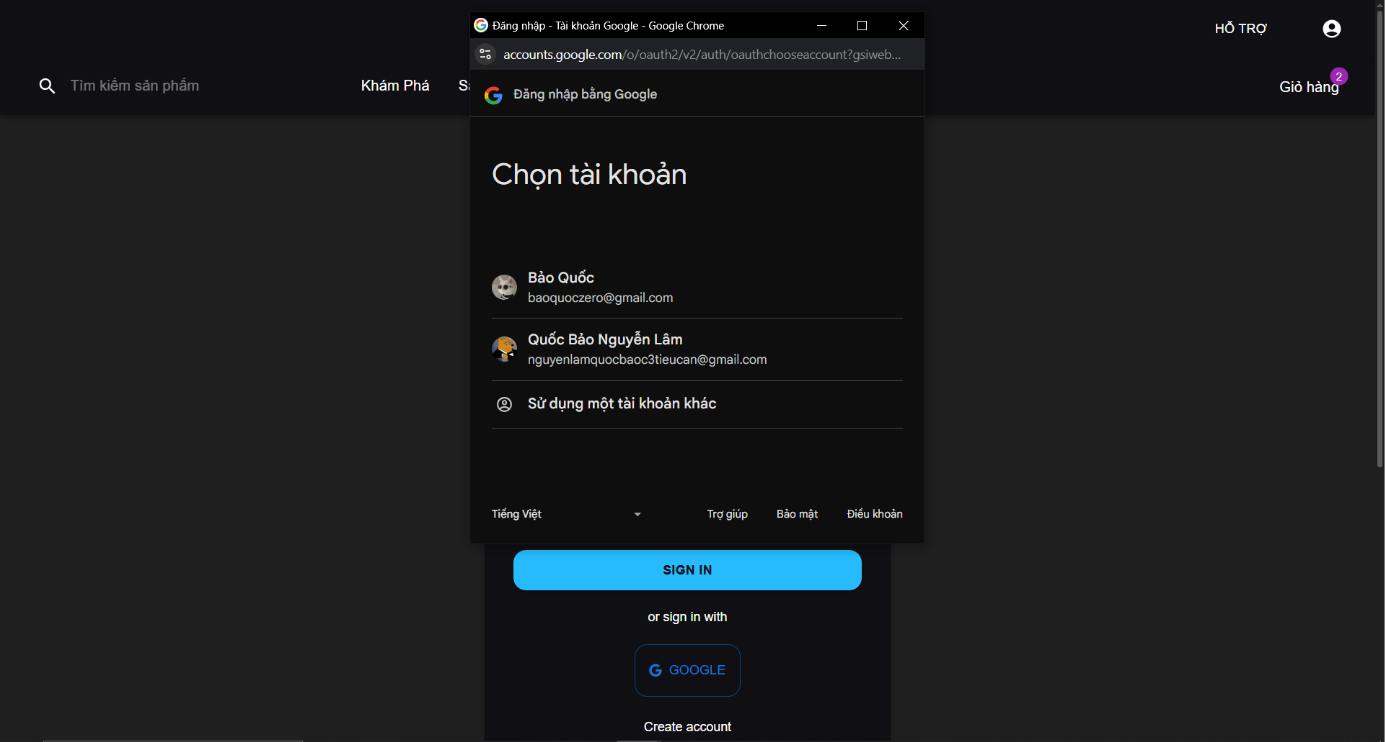 Đăng nhập - Tài khoản Google - Google Chrome
HỖ TRỢ
accounts.google.com/o/oauth2/v2/auth/oauthchooseaccount?gsiweb...
Tìm kiếm sản phẩm
Khám Phá
Giỏ hàng
2
Đăng nhập bằng Google
Chọn tài khoản
Bảo Quốc
baoquoczero@gmail.com
Quốc Bảo Nguyễn Lâm
nguyenlamquocbaoc3tieucan@gmail.com
Sử dụng một tài khoản khác
Tiếng Việt
Trợ giúp
Bảo mật
Điều khoản
SIGN IN
or sign in with
GOOGLE
Create account